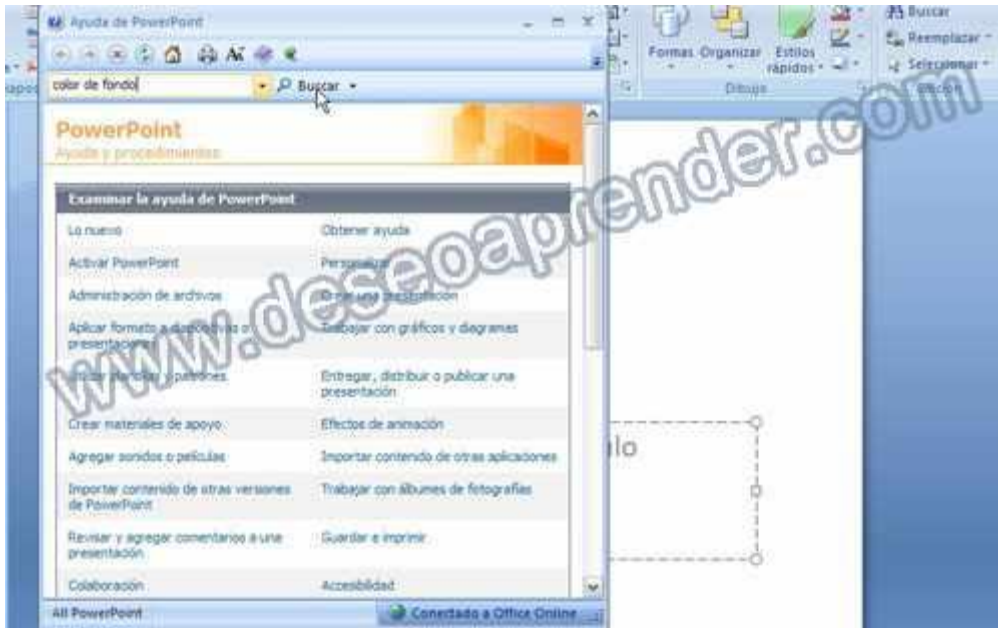 Ayuda de PowerPoint
color de fondo
Buscar
PowerPoint
Ayuda y procedimientos
Examinar la ayuda de PowerPoint
Lo nuevo
Obtener ayuda
Activar PowerPoint
Personalizar
Administración de archivos
Crear una presentación
Aplicar formato a diapositivas o
presentaciones
Trabajar con gráficos y diagramas
patrones
Entregar, distribuir o publicar una
presentación
Crear materiales de apoyo
Efectos de animación
Agregar sonidos o películas
Importar contenido de otras aplicaciones
Importar contenido de otras versiones
de PowerPoint
Trabajar con álbumes de fotografías
Revisar y agregar comentarios a una
presentación
Guardar e imprimir
Colaboración
Accesibilidad
All PowerPoint
Conectado a Office Online
Formas
Organizar
Estilos
rápidos
Dibujo
Buscar
Reemplazar
Seleccionar
Edición
ulo
www.deseoaprender.com